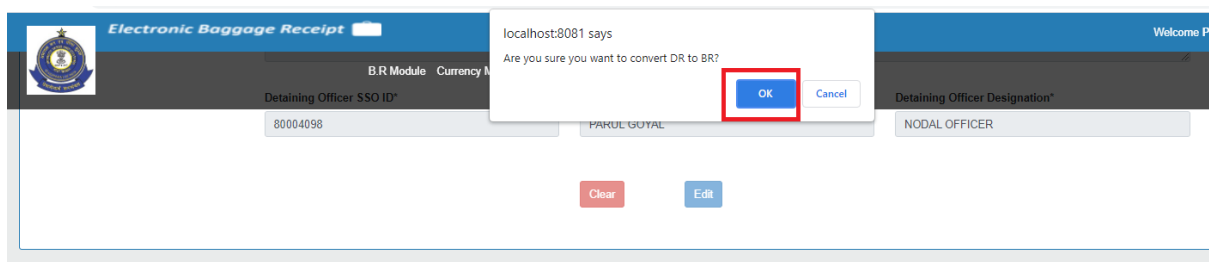 Electronic Baggage Receipt
localhost:8081 says
Welcome P
Are you sure you want to convert DR to BR?
B.R Module Currency M
OK
Cancel
Detaining Officer SSO ID*
Detaining Officer Designation*
80004098
PARUL GOYAL
NODAL OFFICER
Clear
Edit